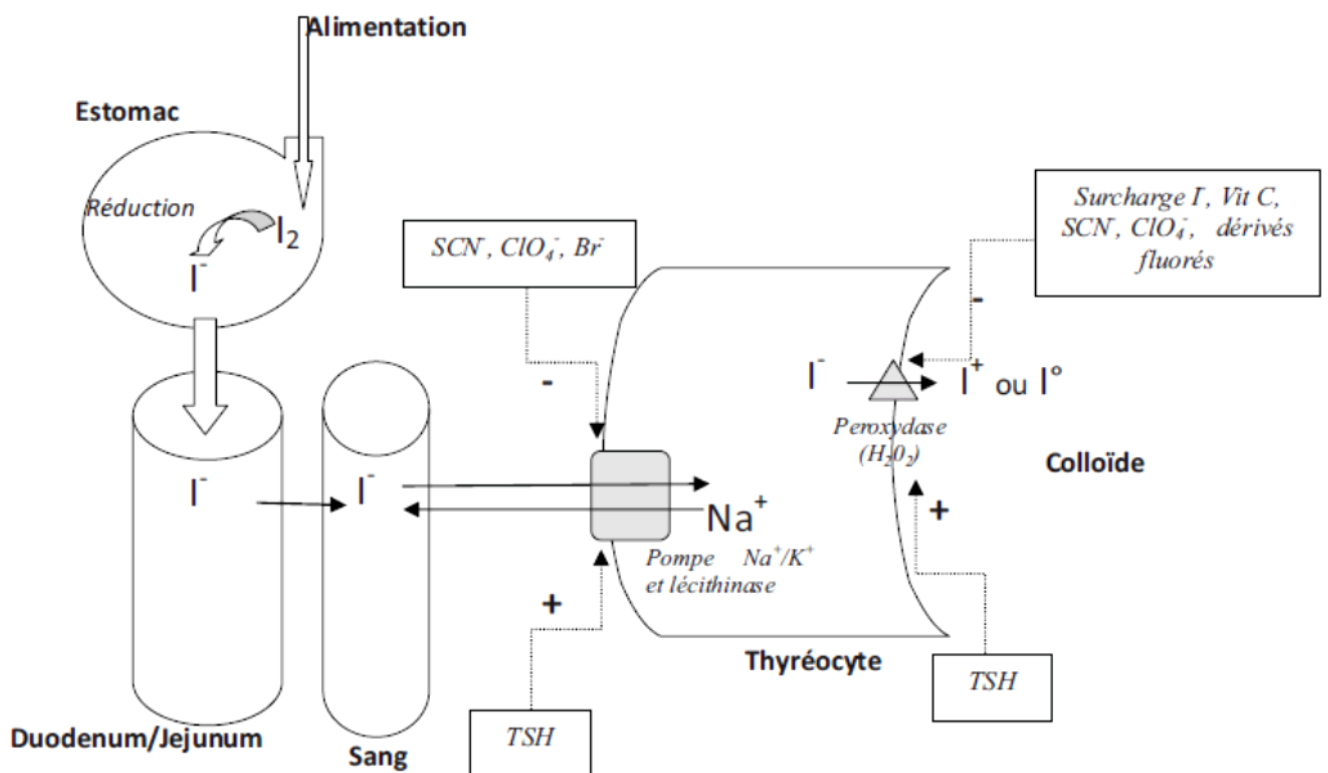 Alimentation
Estomac
Réduction
I₂
I⁻
SCN⁻, ClO₄⁻, Br⁻
-
Surcharge I⁻, Vit C,
SCN⁻, ClO₄⁻, dérivés
fluorés
-
I⁻
I⁺ ou I°
Peroxydase
(H₂0₂)
Colloïde
I⁻
I⁻
Na⁺
Pompe Na⁺/K⁺
et lécithinase
+
+
Thyréocyte
TSH
TSH
Duodenum/Jejunum
Sang